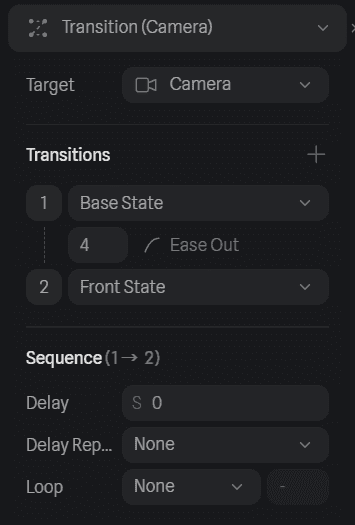 Transition (Camera)
Target Camera
Transitions
1 Base State
4 Ease Out
2 Front State
Sequence (1→ 2)
Delay S 0
Delay Rep... None
Loop None -